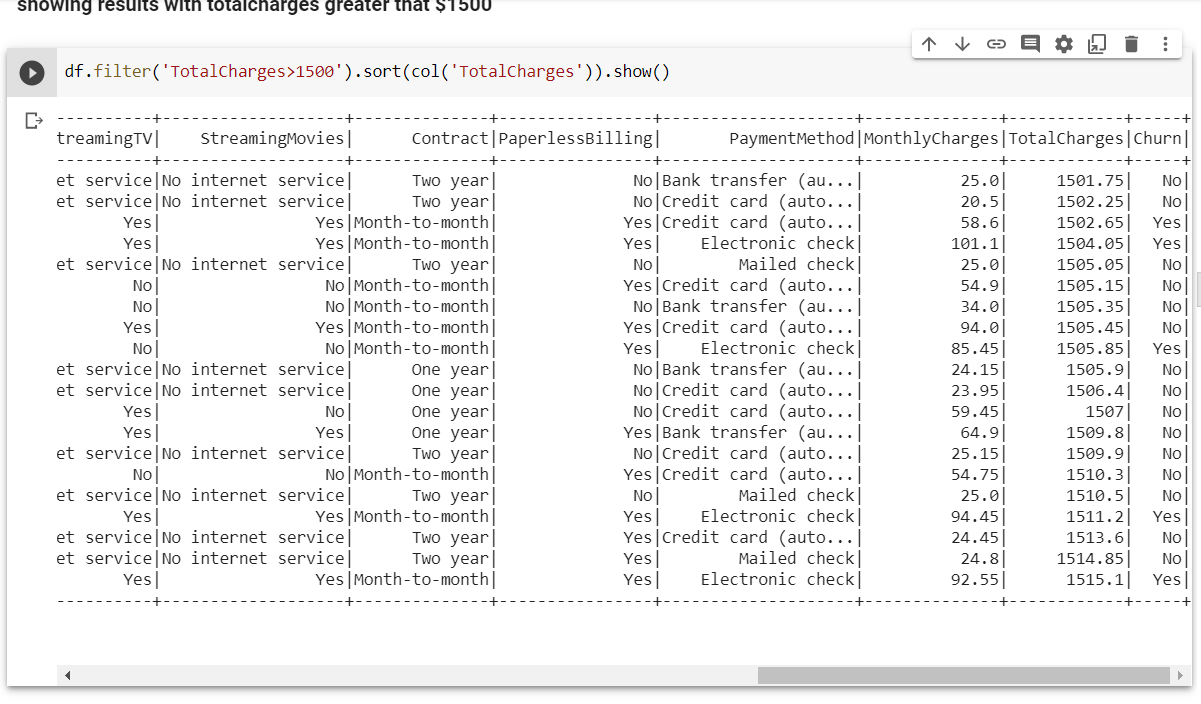 showing results with totalcharges greater that $1500
df.filter('TotalCharges>1500').sort(col('TotalCharges')).show()
----------+-------------------+--------------+----------------+--------------------+--------------+------------+-----+
treamingTV|    StreamingMovies|      Contract|PaperlessBilling|       PaymentMethod|MonthlyCharges|TotalCharges|Churn|
----------+-------------------+--------------+----------------+--------------------+--------------+------------+-----+
et service|No internet service|      Two year|              No|Bank transfer (au...|          25.0|     1501.75|   No|
et service|No internet service|      Two year|              No|Credit card (auto...|          20.5|     1502.25|   No|
       Yes|                Yes|Month-to-month|             Yes|Credit card (auto...|          58.6|     1502.65|  Yes|
       Yes|                Yes|Month-to-month|             Yes|    Electronic check|         101.1|     1504.05|  Yes|
et service|No internet service|      Two year|              No|        Mailed check|          25.0|     1505.05|   No|
        No|                 No|Month-to-month|             Yes|Credit card (auto...|          54.9|     1505.15|   No|
        No|                 No|Month-to-month|              No|Bank transfer (au...|          34.0|     1505.35|   No|
       Yes|                Yes|Month-to-month|             Yes|Credit card (auto...|          94.0|     1505.45|   No|
        No|                 No|Month-to-month|             Yes|    Electronic check|         85.45|     1505.85|  Yes|
et service|No internet service|      One year|              No|Bank transfer (au...|         24.15|      1505.9|   No|
et service|No internet service|      One year|              No|Credit card (auto...|         23.95|      1506.4|   No|
       Yes|                 No|      One year|              No|Credit card (auto...|         59.45|        1507|   No|
       Yes|                Yes|      One year|             Yes|Bank transfer (au...|          64.9|      1509.8|   No|
et service|No internet service|      Two year|              No|Credit card (auto...|         25.15|      1509.9|   No|
        No|                 No|Month-to-month|             Yes|Credit card (auto...|         54.75|      1510.3|   No|
et service|No internet service|      Two year|              No|        Mailed check|          25.0|      1510.5|   No|
       Yes|                Yes|Month-to-month|             Yes|    Electronic check|         94.45|      1511.2|  Yes|
et service|No internet service|      Two year|             Yes|Credit card (auto...|         24.45|      1513.6|   No|
et service|No internet service|      Two year|             Yes|        Mailed check|          24.8|     1514.85|   No|
       Yes|                Yes|Month-to-month|             Yes|    Electronic check|         92.55|      1515.1|  Yes|
----------+-------------------+--------------+----------------+--------------------+--------------+------------+-----+